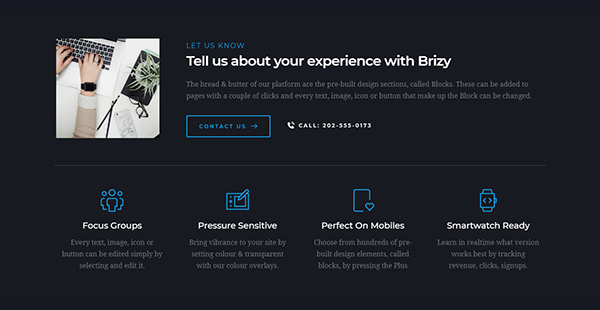 LET US KNOW
Tell us about your experience with Brizy
The bread & butter of our platform are the pre-built design sections, called Blocks. These can be added to
pages with a couple of clicks and every text, image, icon or button that make up the Block can be changed.
CONTACT US →
CALL: 202-555-0173
Focus Groups
Every text, image, icon or
button can be edited simply by
selecting and edit it.
Pressure Sensitive
Bring vibrance to your site by
setting colour & transparent
with our colour overlays.
Perfect On Mobiles
Choose from hundreds of pre-
built design elements, called
blocks, by pressing the Plus
Smartwatch Ready
Learn in realtime what version
works best by tracking
revenue, clicks, signups.